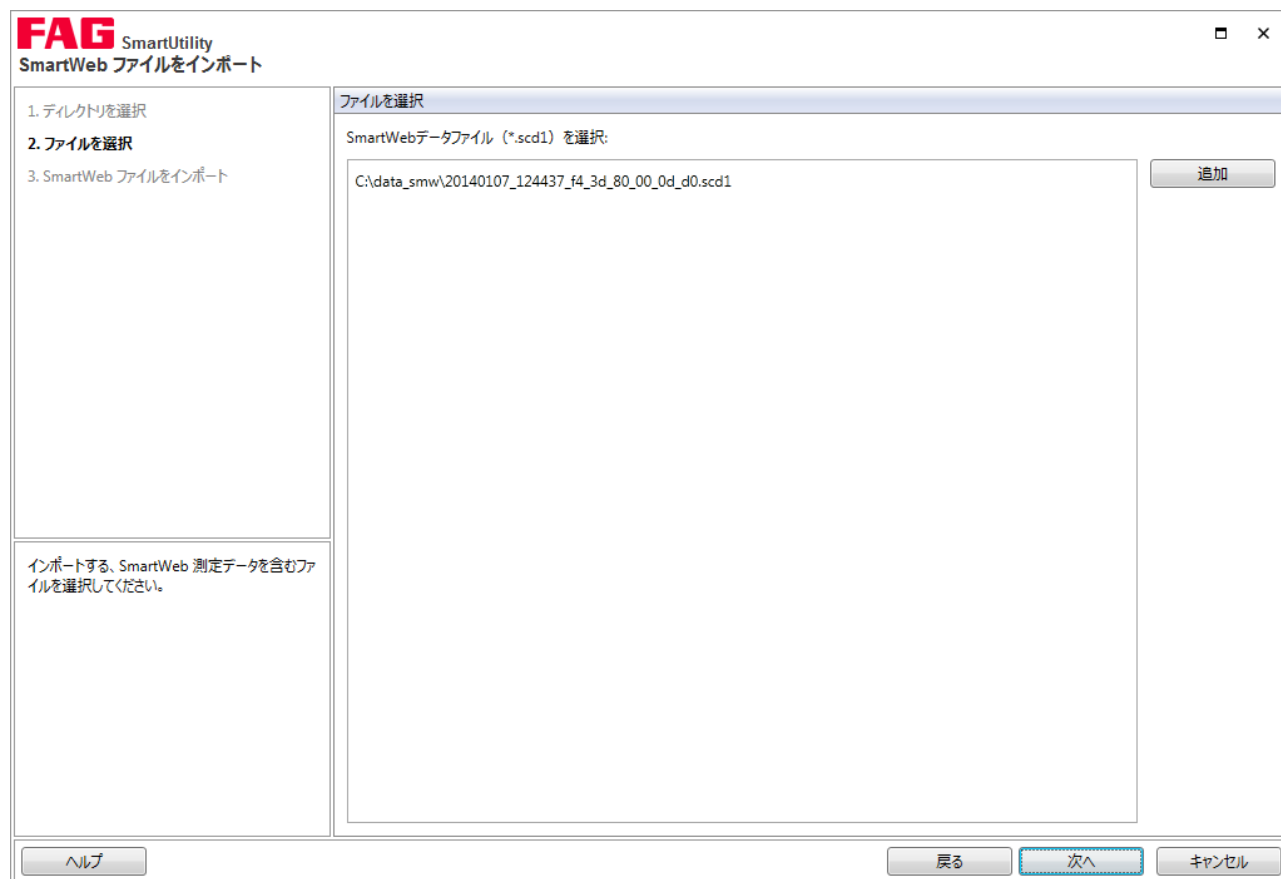 FAG SmartUtility
SmartWeb ファイルをインポート
1. ディレクトリを選択
2. ファイルを選択
3. SmartWeb ファイルをインポート
インポートする、SmartWeb 測定データを含むファ
イルを選択してください。
ファイルを選択
SmartWebデータファイル（*.scd1）を選択:
C:\data_smw\20140107_124437_f4_3d_80_00_0d_d0.scd1
追加
ヘルプ
戻る
次へ
キャンセル